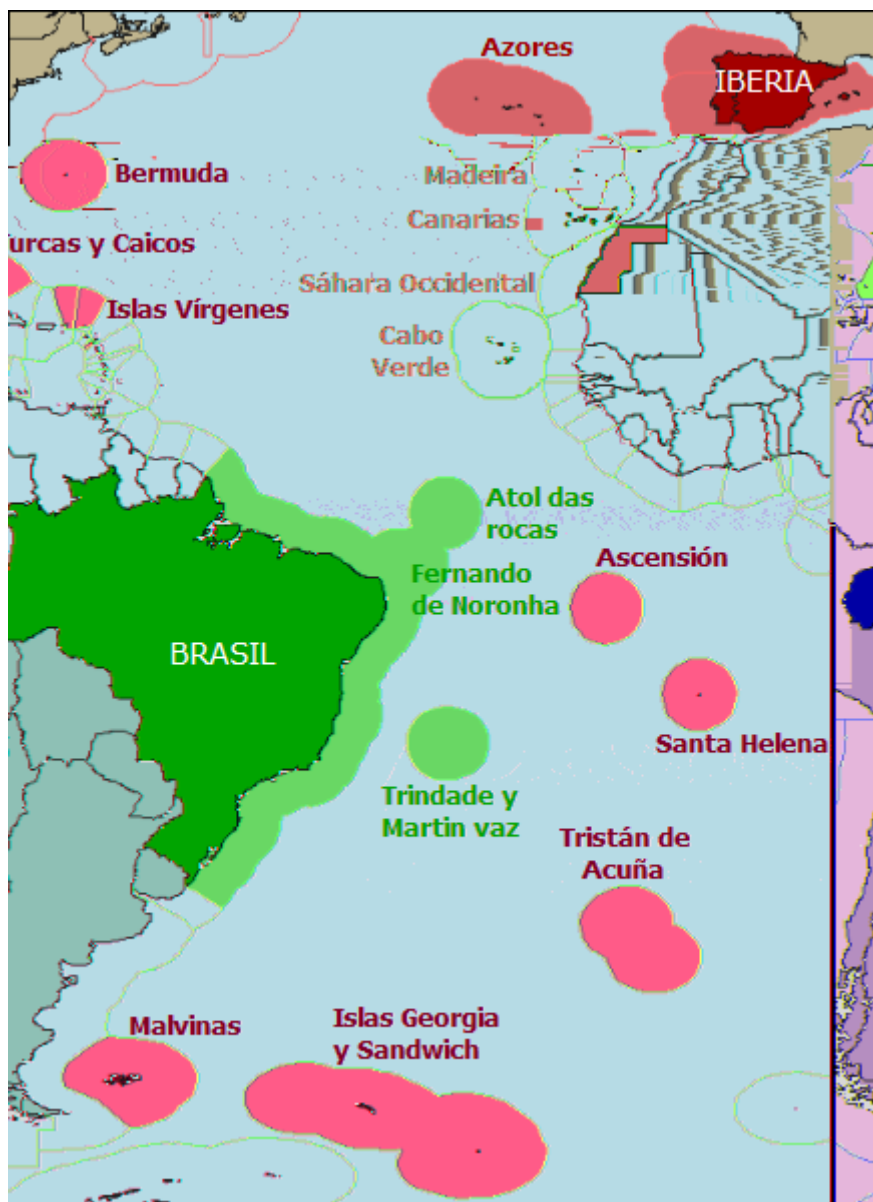 Azores
IBERIA
Bermuda
Madeira
Canarias
urcas y Caicos
Sáhara Occidental
Islas Vírgenes
Cabo
Verde
Atol das
rocas
Ascensión
Fernando
de Noronha
BRASIL
Santa Helena
Trindade y
Martin vaz
Tristán de
Acuña
Malvinas
Islas Georgia
y Sandwich